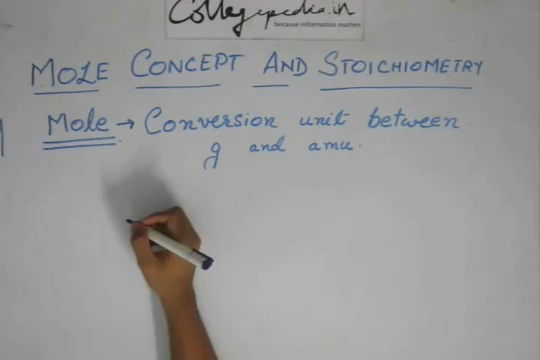 Collegepedia.in
because information matters
MOLE CONCEPT AND STOICHIOMETRY
Mole → Conversion unit between
g and amu.